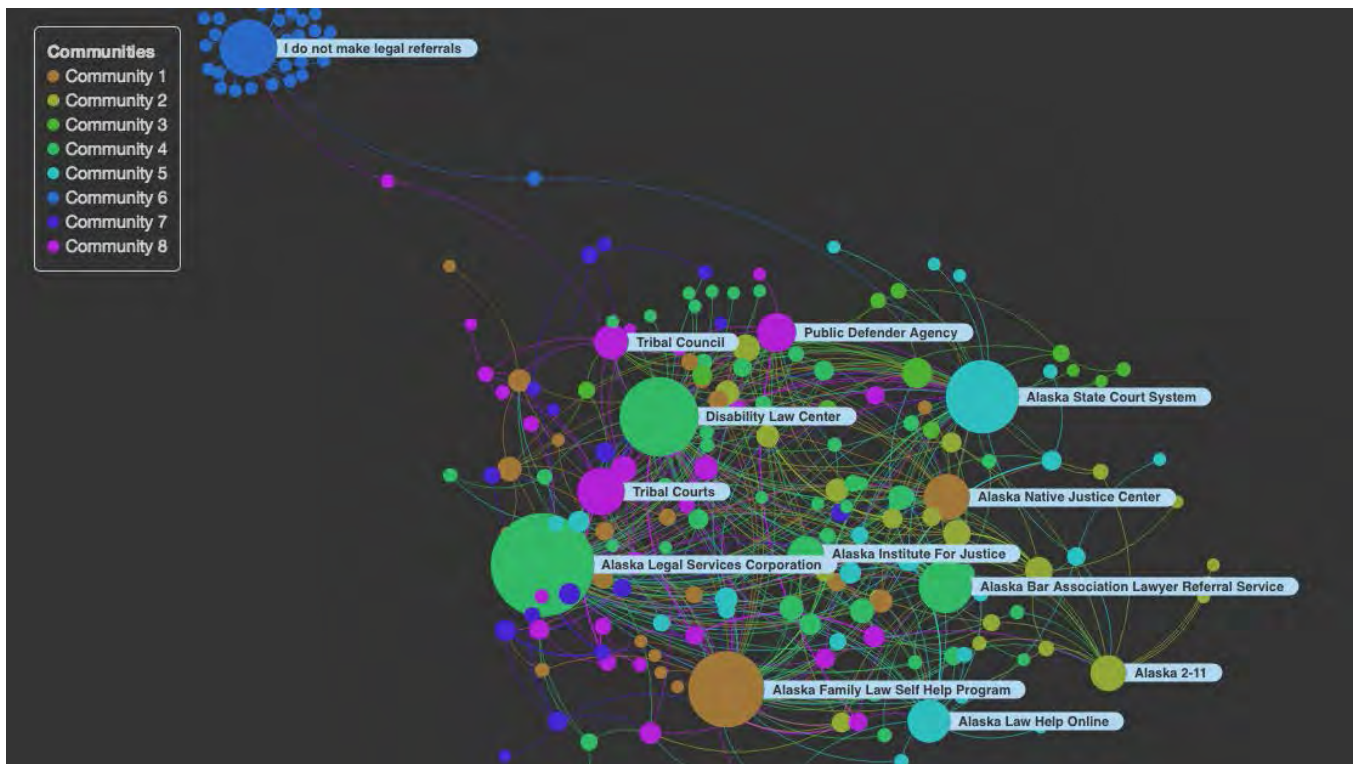 I do not make legal referrals
Communities
Community 1
Community 2
Community 3
Community 4
Community 5
Community 6
Community 7
Community 8
Public Defender Agency
Tribal Council
Alaska State Court System
Disability Law Center
Tribal Courts
Alaska Native Justice Center
Alaska Institute For Justice
Alaska Legal Services Corporation
Alaska Bar Association Lawyer Referral Service
Alaska 2-11
Alaska Family Law Self Help Program
Alaska Law Help Online